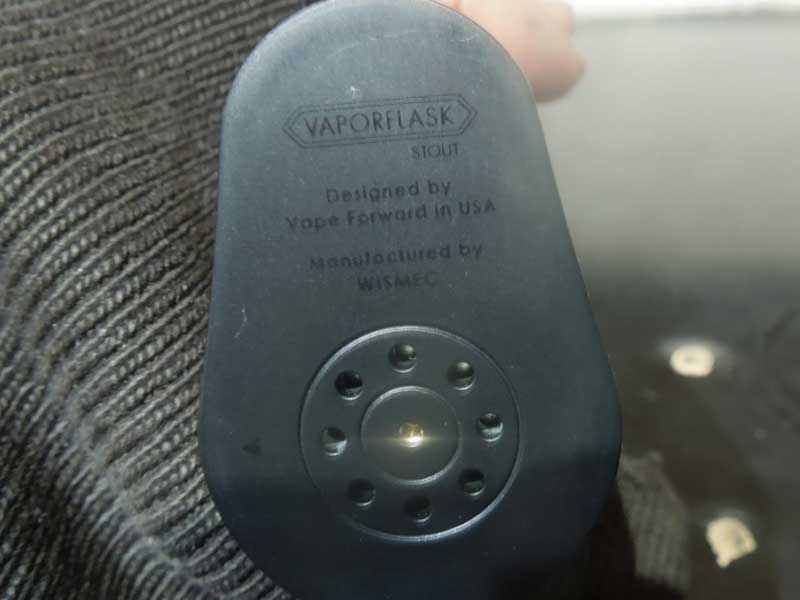 VAPORFLASK
STOUT
Designed by
Vape Forward in USA
Manufactured by
WISMEC